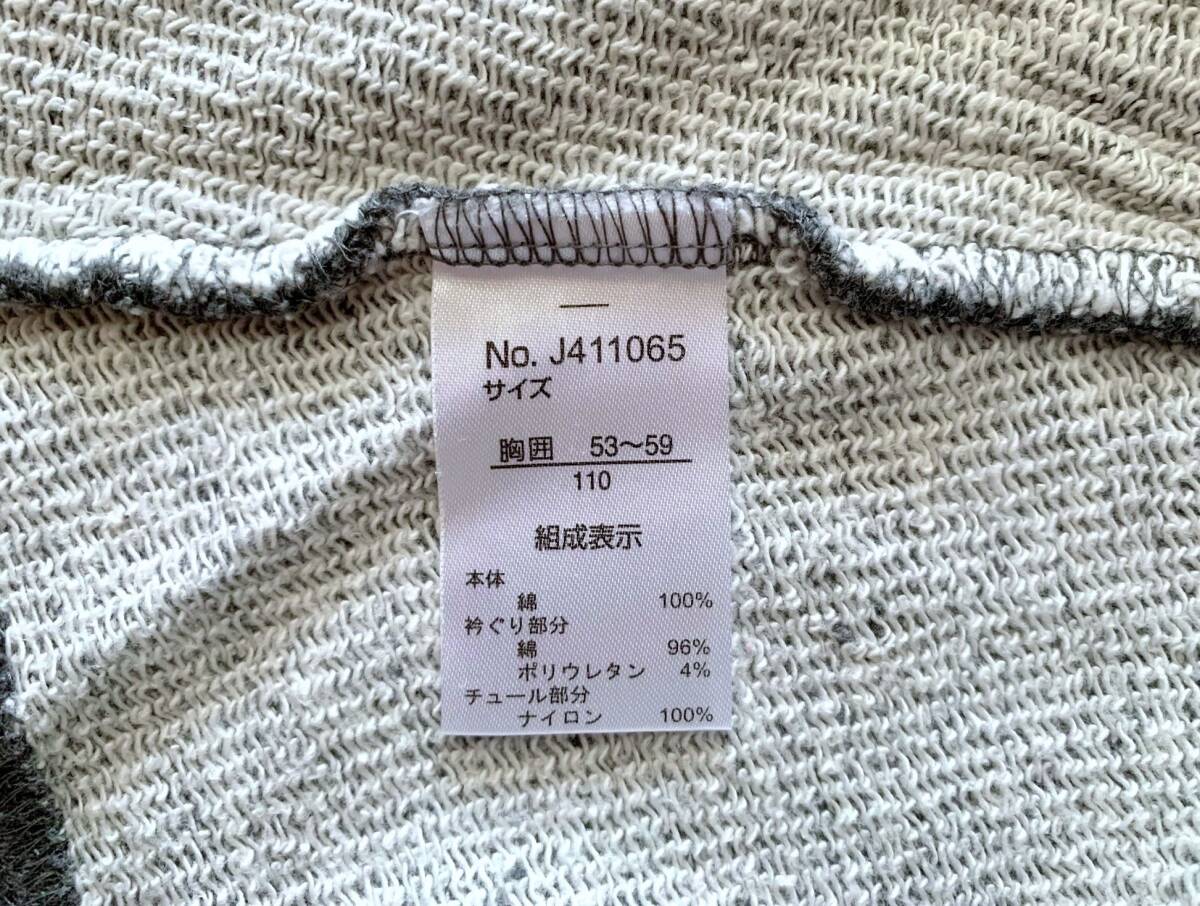 No. J411065
サイズ
胸囲 53〜59
110
組成表示
本体
綿 100%
衿ぐり部分
綿 96%
ポリウレタン 4%
チュール部分
ナイロン 100%